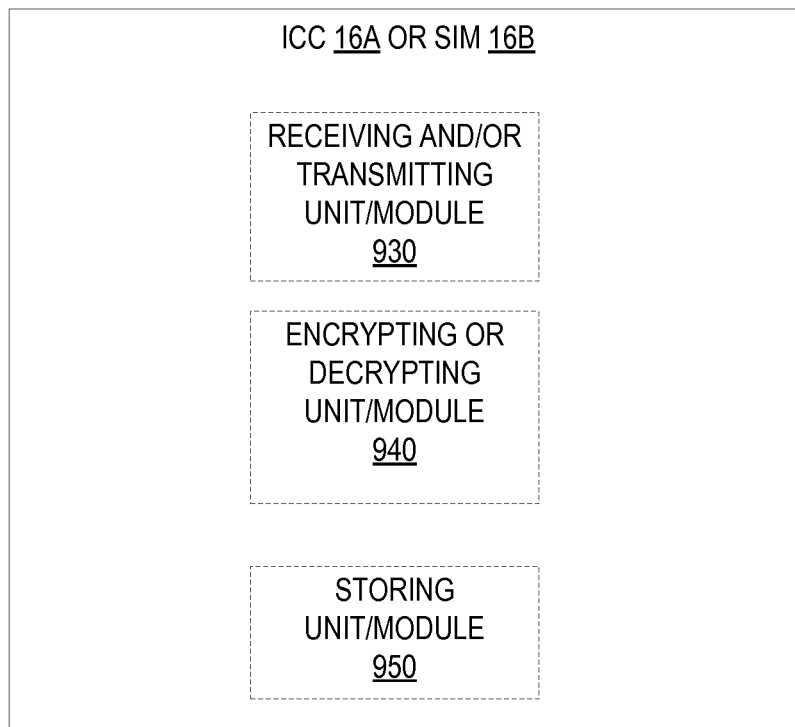 ICC 16A OR SIM 16B
RECEIVING AND/OR
TRANSMITTING
UNIT/MODULE
930
ENCRYPTING OR
DECRYPTING
UNIT/MODULE
940
STORING
UNIT/MODULE
950